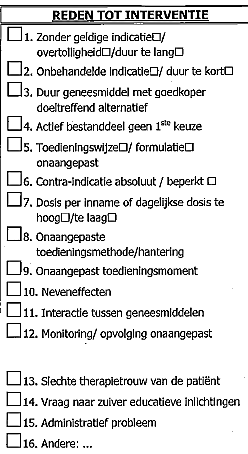 REDEN TOT INTERVENTIE
☐1. Zonder geldige indicatie☐/
overtolligheid☐/duur te lang☐
☐2. Onbehandelde indicatie☐/ duur te kort☐
☐3. Duur geneesmiddel met goedkoper
doeltreffend alternatief
☐4. Actief bestanddeel geen 1ste keuze
☐5. Toedieningswijze☐/ formulatie☐
onaangepast
☐6. Contra-indicatie absoluut / beperkt ☐
☐7. Dosis per inname of dagelijkse dosis te
hoog☐/te laag☐
☐8. Onaangepaste
toedieningsmethode/hantering
☐9. Onaangepast toedieningsmoment
☐10. Neveneffecten
☐11. Interactie tussen geneesmiddelen
☐12. Monitoring/ opvolging onaangepast
☐13. Slechte therapietrouw van de patiënt
☐14. Vraag naar zuiver educatieve inlichtingen
☐15. Administratief probleem
☐16. Andere: ...